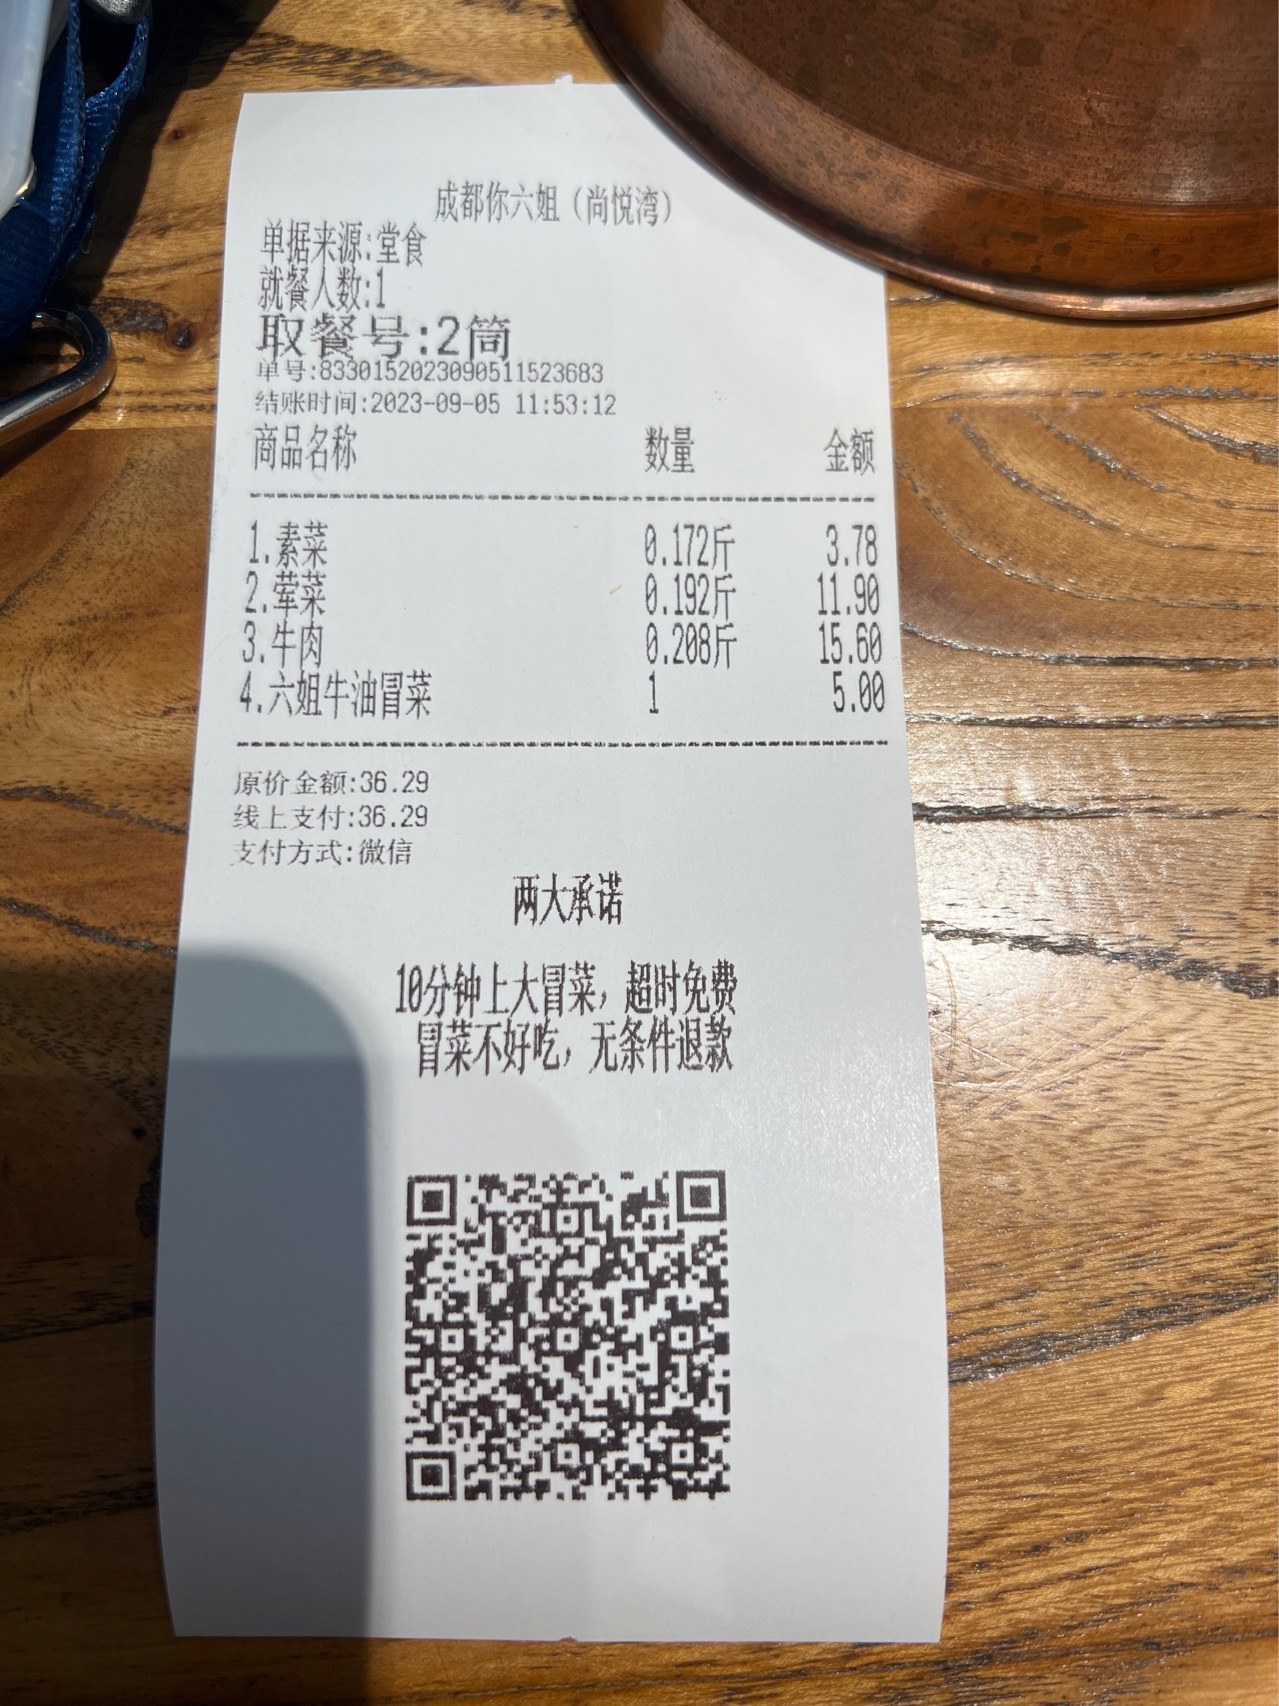 成都你六姐（尚悦湾）
单据来源:堂食
就餐人数:1
取餐号:2筒
单号:8330152023090511523683
结账时间:2023-09-05 11:53:12
商品名称 数量 金额
1.素菜 0.172斤 3.78
2.荤菜 0.192斤 11.90
3.牛肉 0.208斤 15.60
4.六姐牛油冒菜 1 5.00
原价金额:36.29
线上支付:36.29
支付方式:微信
两大承诺
10分钟上大冒菜，超时免费
冒菜不好吃，无条件退款